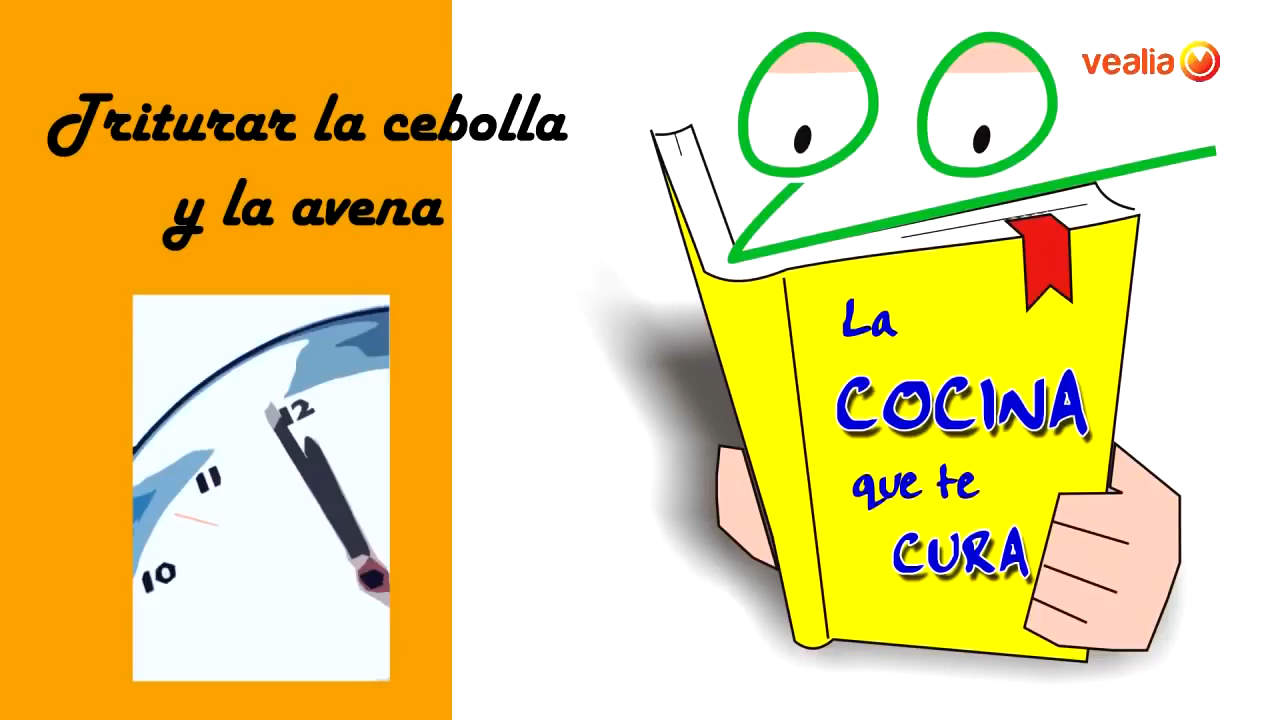 Triturar la cebolla
y la avena
12
11
10
vealia
La
COCINA
que te
CURA